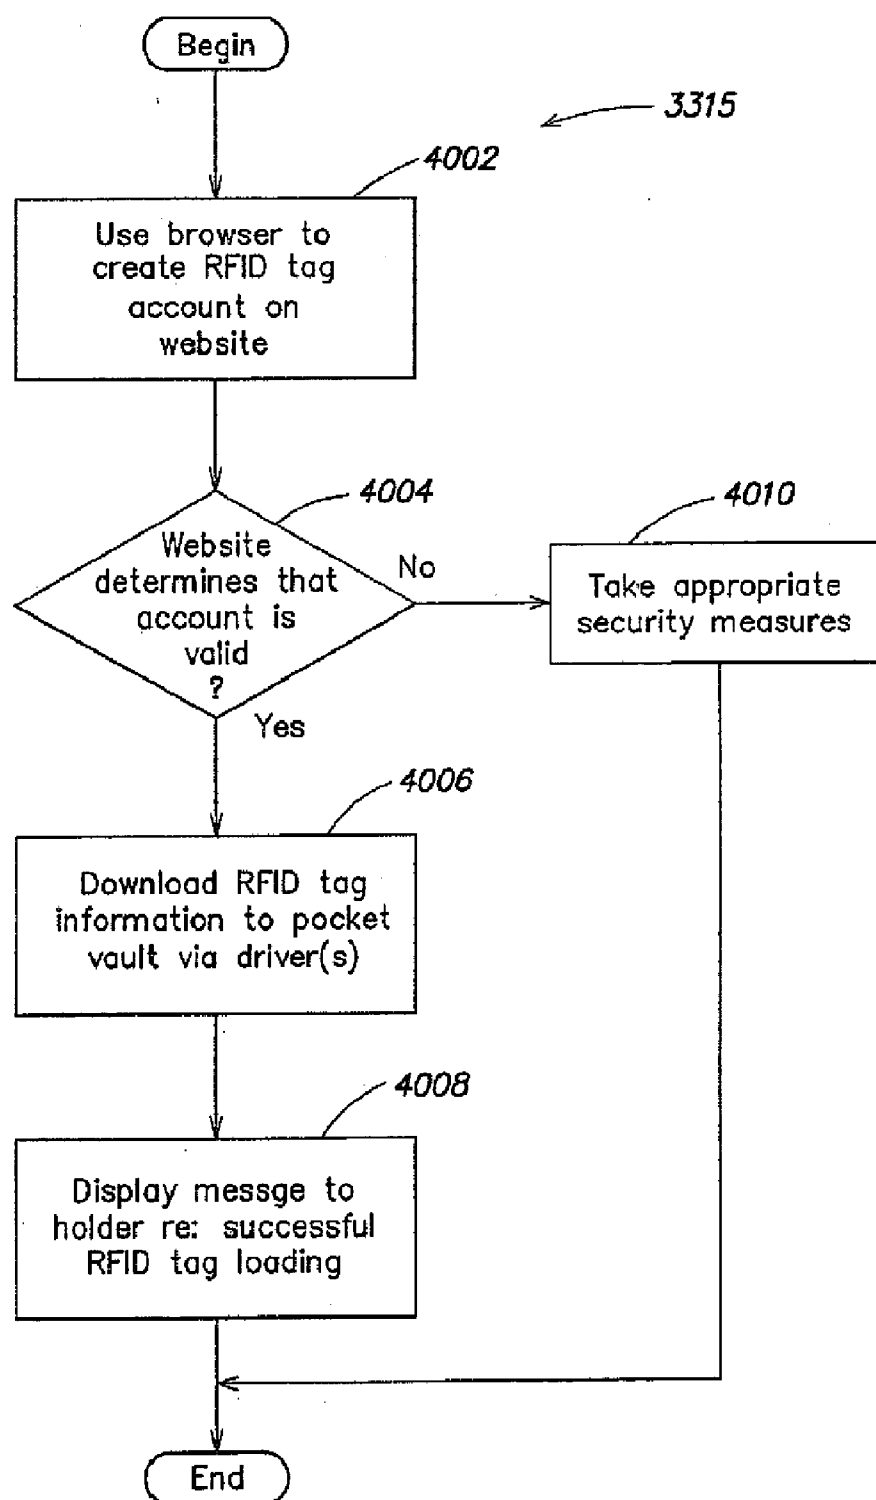 Begin
3315
4002
Use browser to
create RFID tag
account on
website
4004
Website
determines that
account is
valid
?
No
4010
Take appropriate
security measures
Yes
4006
Download RFID tag
information to pocket
vault via driver(s)
4008
Display messge to
holder re: successful
RFID tag loading
End